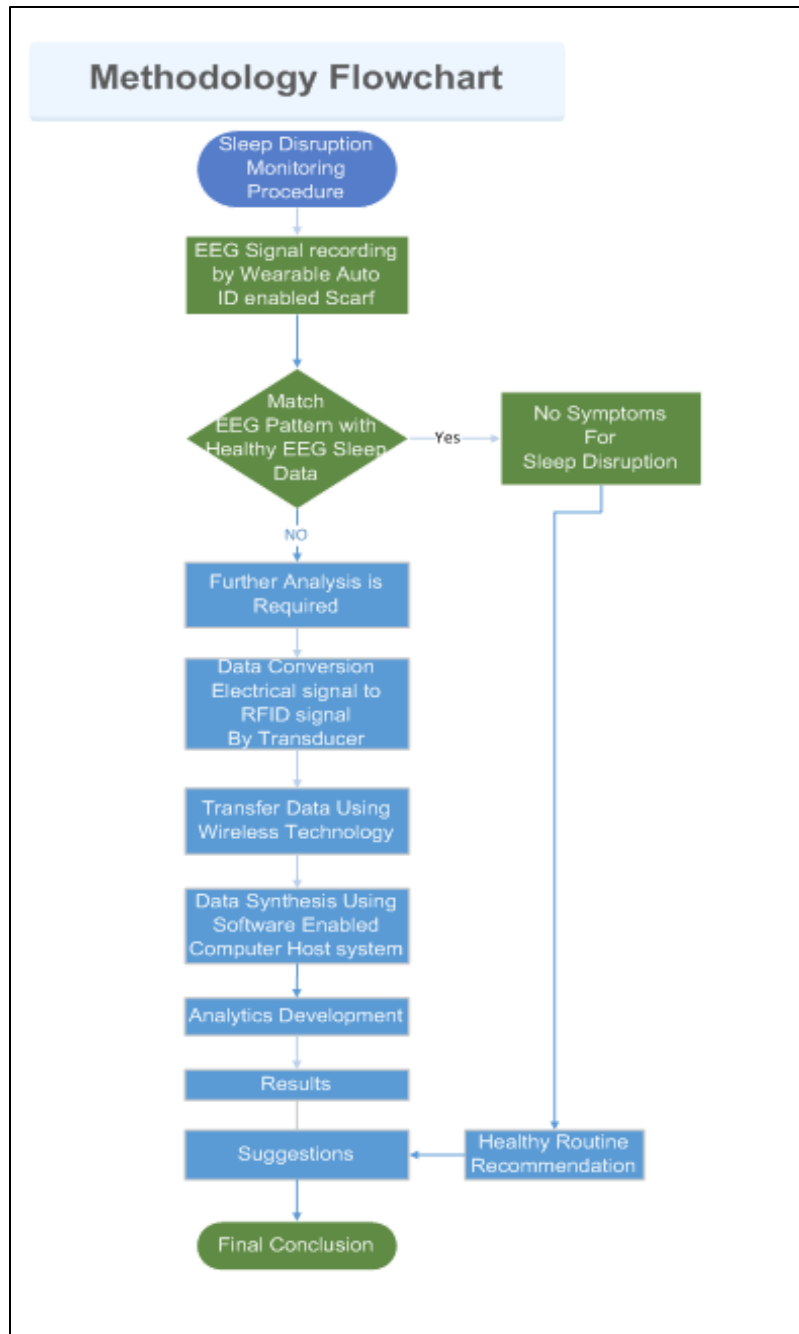 Methodology Flowchart
Sleep Disruption
Monitoring
Procedure
EEG Signal recording
by Wearable Auto
ID enabled Scarf
Match
EEG Pattern with
Healthy EEG Sleep
Data
Yes
No Symptoms
For
Sleep Disruption
NO
Further Analysis is
Required
Data Conversion
Electrical signal to
RFID signal
By Transducer
Transfer Data Using
Wireless Technology
Data Synthesis Using
Software Enabled
Computer Host system
Analytics Development
Results
Suggestions
Healthy Routine
Recommendation
Final Conclusion